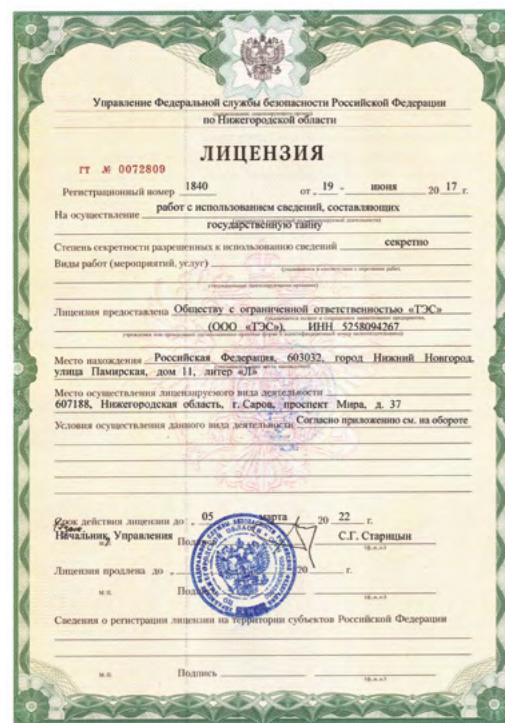 Управление Федеральной службы безопасности Российской Федерации
по Нижегородской области
ЛИЦЕНЗИЯ
ГТ № 0072809
Регистрационный номер 1840 от „ 19 - июня 20 17 г.
На осуществление работ с использованием сведений, составляющих
государственную тайну
Степень секретности разрешенных к использованию сведений секретно
Виды работ (мероприятий, услуг)
Лицензия предоставлена Обществу с ограниченной ответственностью «ТЭС»
(ООО «ТЭС»), ИНН 5258094267
Место нахождения Российская Федерация, 603032, город Нижний Новгород,
улица Памирская, дом 11, литер «Л»
Место осуществления лицензируемого вида деятельности
607188, Нижегородская область, г. Саров, проспект Мира, д. 37
Условия осуществления данного вида деятельности Согласно приложению см. на обороте
Срок действия лицензии до „ 05 марта 20 22 г.
Начальник Управления С.Г. Старицын
Лицензия продлена до „ 20 г.
м.п.
Сведения о регистрации лицензии на территории субъектов Российской Федерации
м.п. Подпись (ф.и.о.)